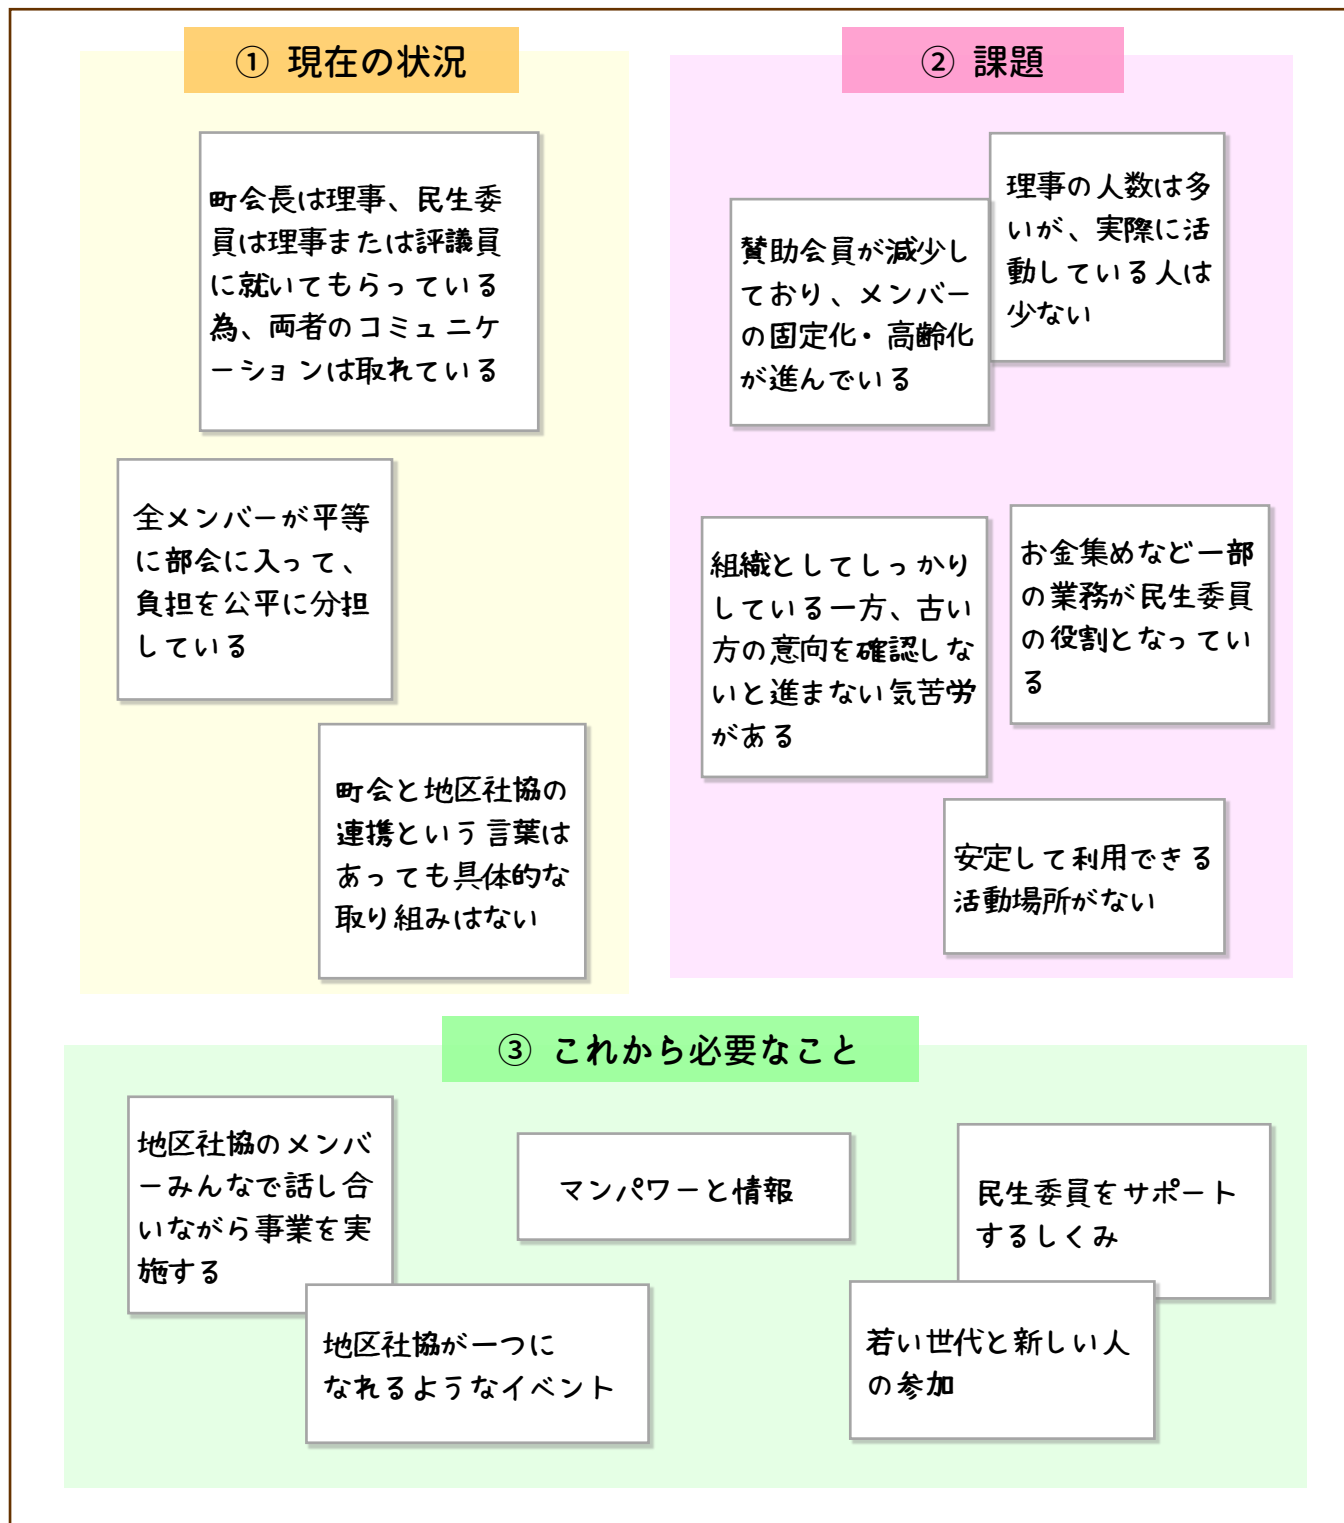 ① 現在の状況
町会長は理事、民生委
員は理事または評議員
に就いてもらっている
為、両者のコミュニケ
ーションは取れている
全メンバーが平等
に部会に入って、
負担を公平に分担
している
町会と地区社協の
連携という言葉は
あっても具体的な
取り組みはない
② 課題
賛助会員が減少し
ており、メンバー
の固定化・高齢化
が進んでいる
理事の人数は多
いが、実際に活
動している人は
少ない
組織としてしっかり
している一方、古い
方の意向を確認しな
いと進まない気苦労
がある
お金集めなど一部
の業務が民生委員
の役割となってい
る
安定して利用できる
活動場所がない
③ これから必要なこと
地区社協のメンバ
ーみんなで話し合
いながら事業を実
施する
地区社協が一つに
なれるようなイベント
マンパワーと情報
民生委員をサポート
するしくみ
若い世代と新しい人
の参加